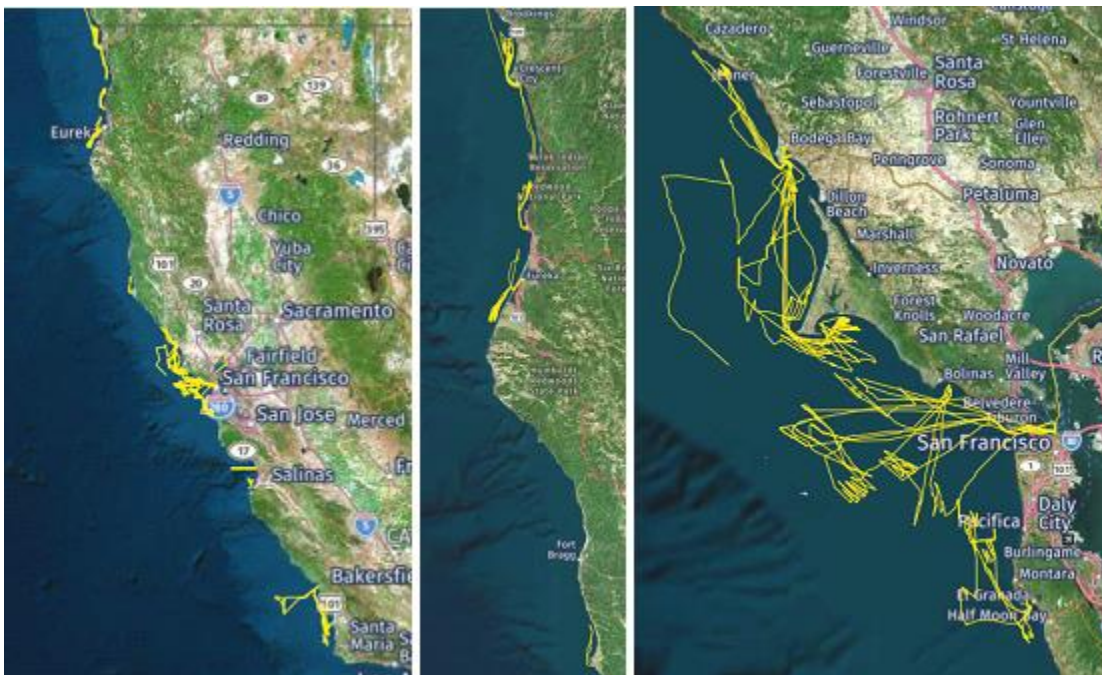 139
89
Eurek
Redding
36
5
Chico
395
Yuba
City
101
20
Santa
Rosa
Sacramento
Fairfield
San Francisco
San Jose
Merced
17
Salinas
5
CA
Bakersfie
101
Santa
Maria
Brookings
Crescent
City
Eureka
Fort
Bragg
Windsor
Cazadero
St Helena
Guerneville
Santa
Rosa
Jenner
Forestville
Sebastopol
Rohnert
Park
Yountville
Glen
Ellen
Bodega Bay
Penngrove
Sonoma
Petaluma
Dillon
Beach
Marshall
Novato
Inverness
Forest
Knolls
Woodacre
San Rafael
Mill
Valley
Bolinas
Belvedere
Tiburon
San Francisco
1
101
Daly
City
Pacifica
Burlingame
Montara
El Granada
Half Moon Bay